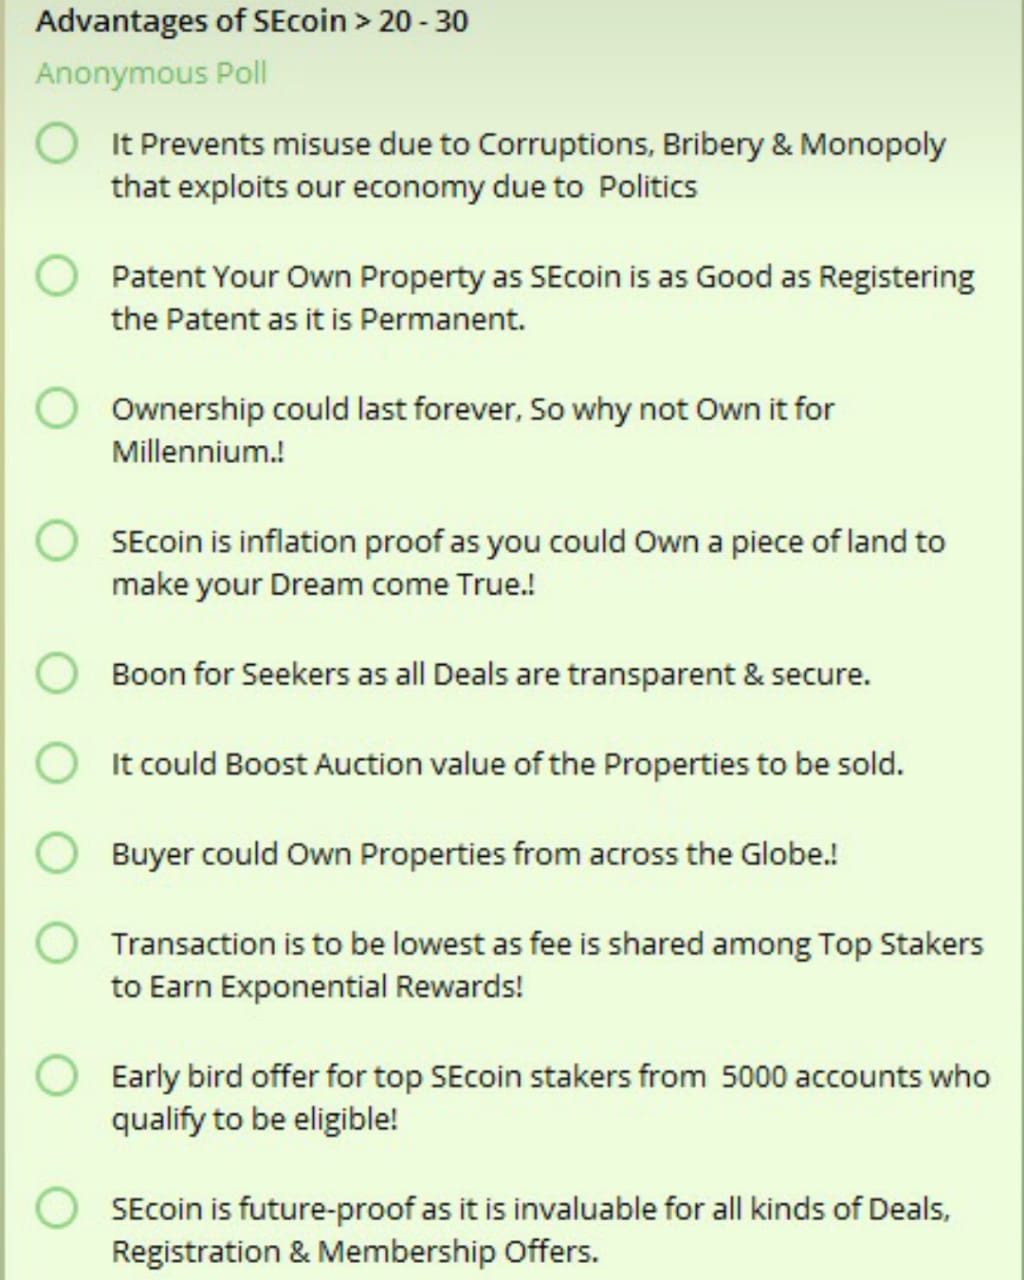 Advantages of SEcoin > 20 - 30
Anonymous Poll
It Prevents misuse due to Corruptions, Bribery & Monopoly
that exploits our economy due to  Politics
Patent Your Own Property as SEcoin is as Good as Registering
the Patent as it is Permanent.
Ownership could last forever, So why not Own it for
Millennium.!
SEcoin is inflation proof as you could Own a piece of land to
make your Dream come True.!
Boon for Seekers as all Deals are transparent & secure.
It could Boost Auction value of the Properties to be sold.
Buyer could Own Properties from across the Globe.!
Transaction is to be lowest as fee is shared among Top Stakers
to Earn Exponential Rewards!
Early bird offer for top SEcoin stakers from  5000 accounts who
qualify to be eligible!
SEcoin is future-proof as it is invaluable for all kinds of Deals,
Registration & Membership Offers.